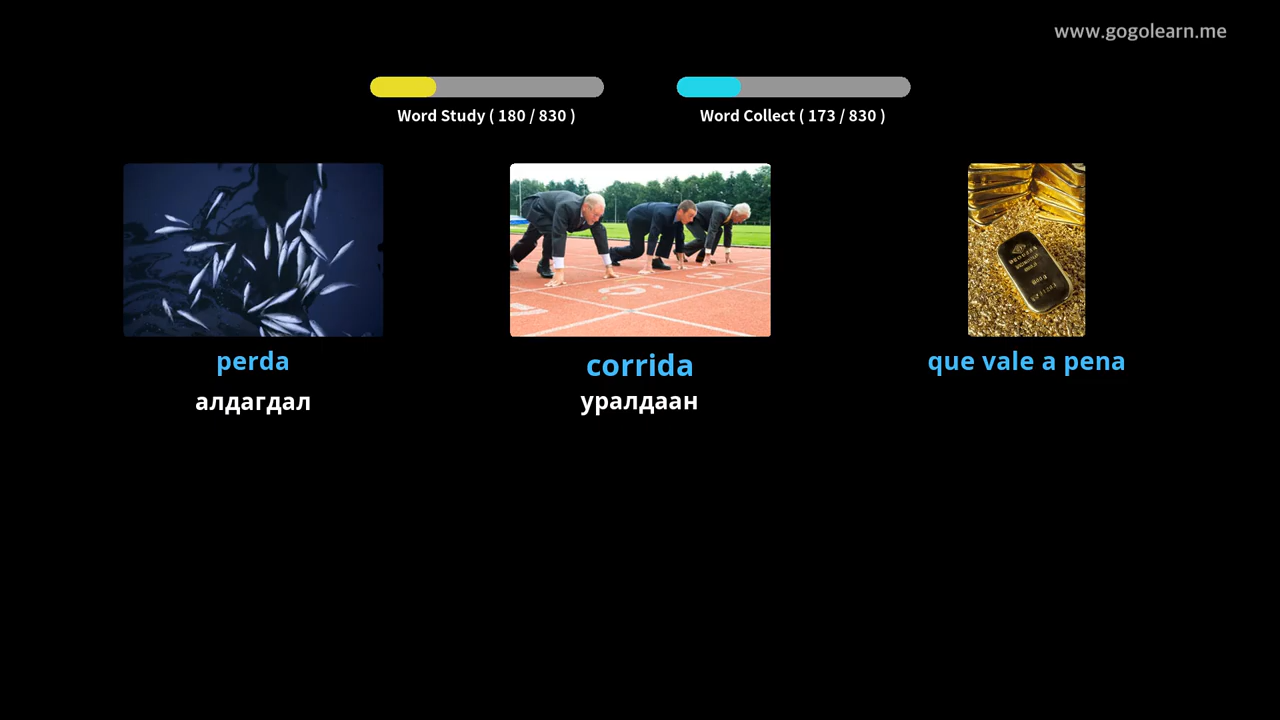 www.gogolearn.me
Word Study ( 180 / 830 )
Word Collect ( 173 / 830 )
perda
corrida
que vale a pena
алдагдал
уралдаан